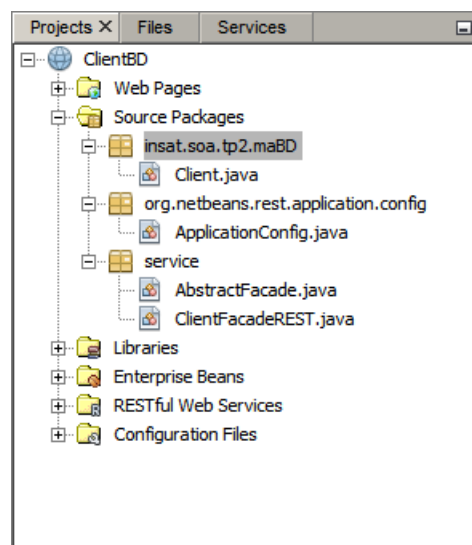 Projects Files Services
ClientBD
Web Pages
Source Packages
insat.soa.tp2.maBD
Client.java
org.netbeans.rest.application.config
ApplicationConfig.java
service
AbstractFacade.java
ClientFacadeREST.java
Libraries
Enterprise Beans
RESTful Web Services
Configuration Files